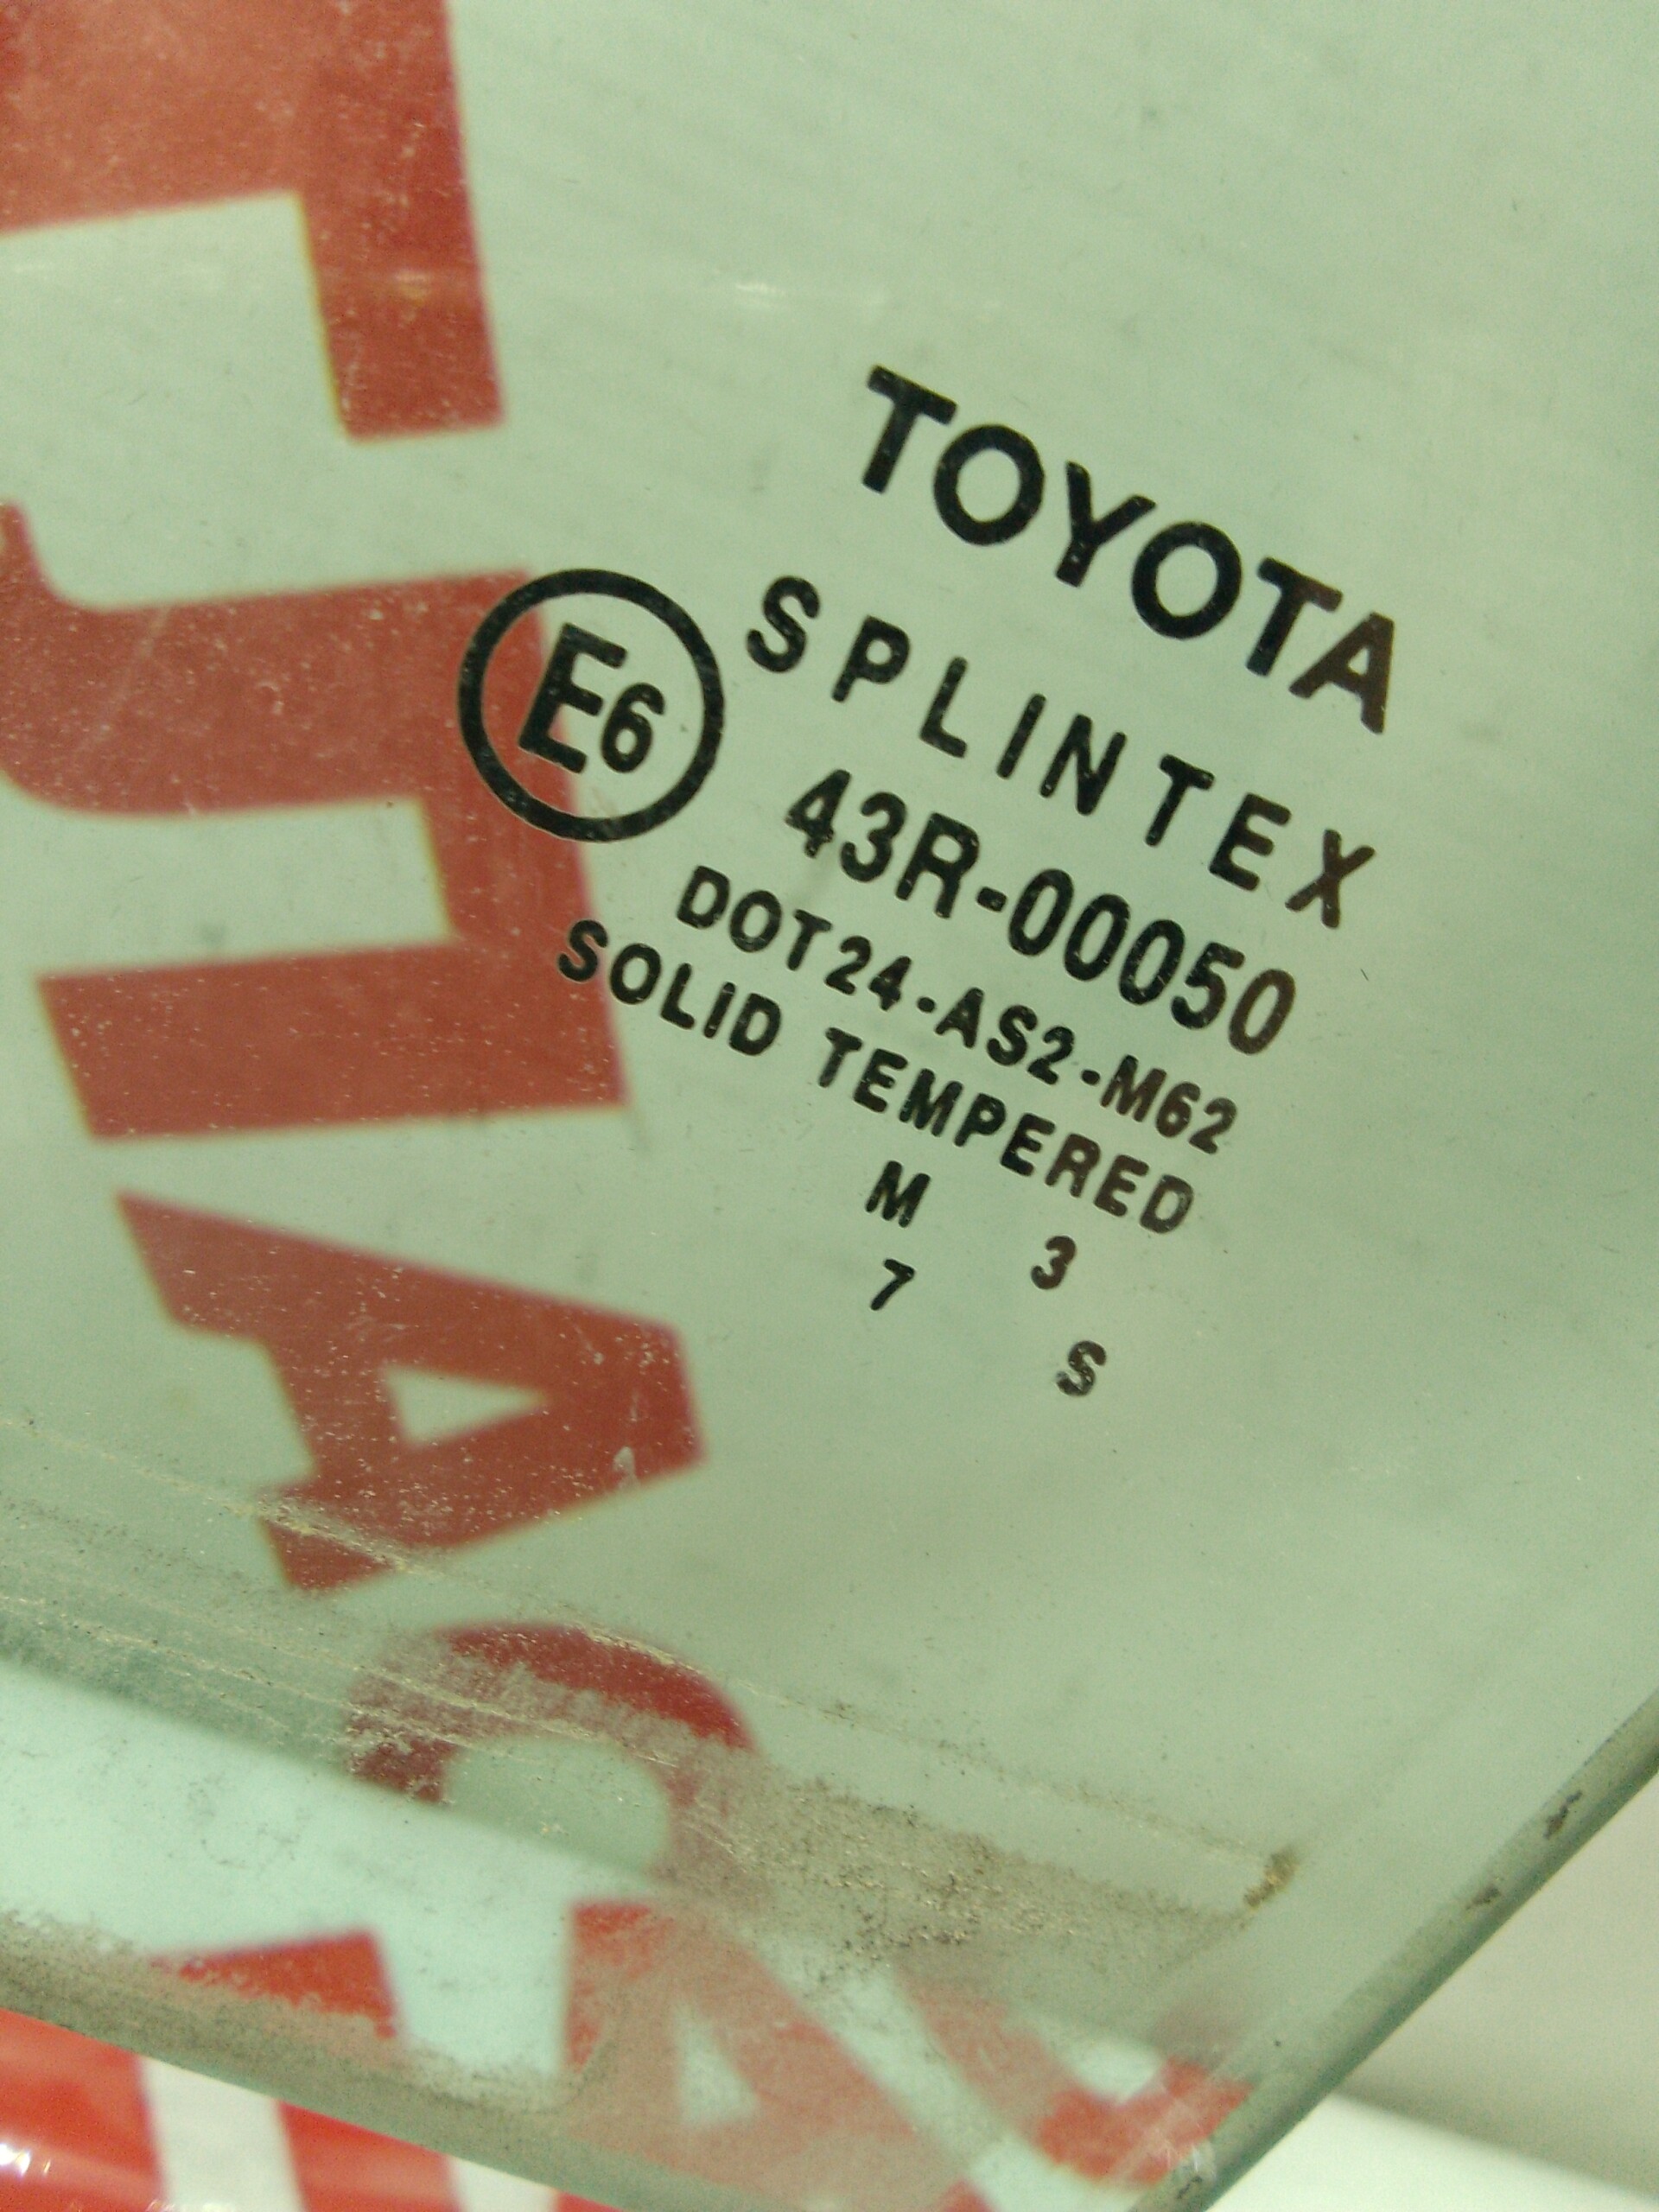 TOYOTA
SPLINTEX
E6 43R-00050
DOT24-AS2-M62
SOLID TEMPERED
M 3
7 S